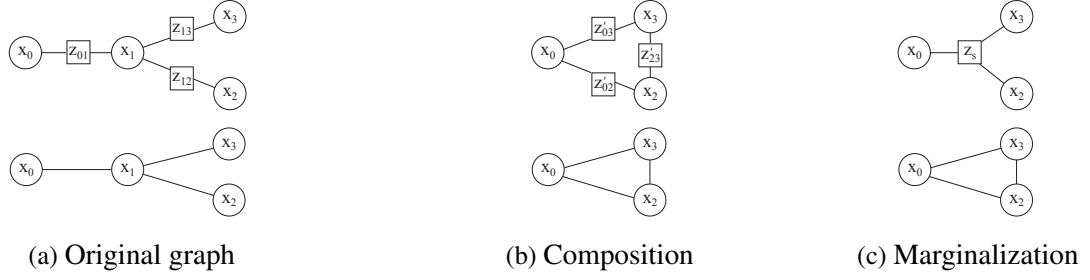 x₃
z₁₃
x₀ z₀₁ x₁
z₁₂
x₂
x₃
x₀ x₁
x₂
(a) Original graph
x₃
z′₀₃
x₀ z′₂₃
z′₀₂
x₂
x₃
x₀
x₂
(b) Composition
x₃
x₀ zₛ
x₂
x₃
x₀
x₂
(c) Marginalization